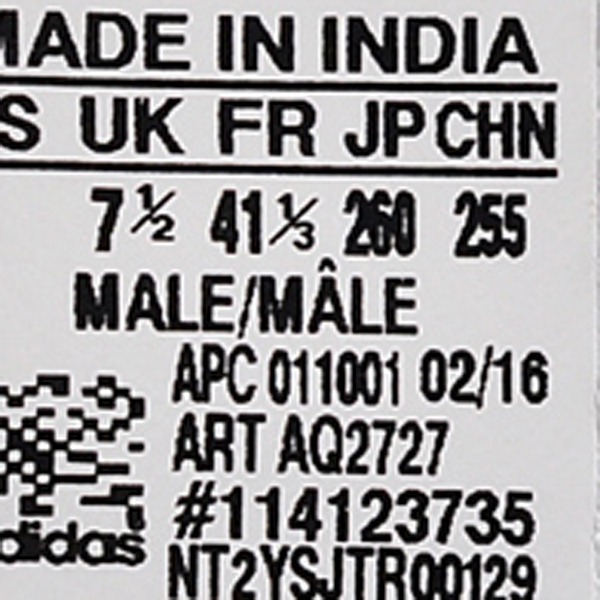 MADE IN INDIA
S UK FR JP CHN
7½ 41⅓ 260 255
MALE/MÂLE
APC 011001 02/16
ART AQ2727
#114123735
adidas
NT2YSJTR00129